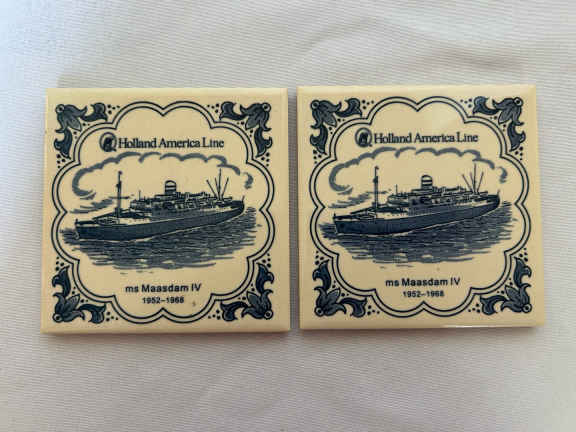 Holland America Line
ms Maasdam IV
1952–1968
Holland America Line
ms Maasdam IV
1952–1968